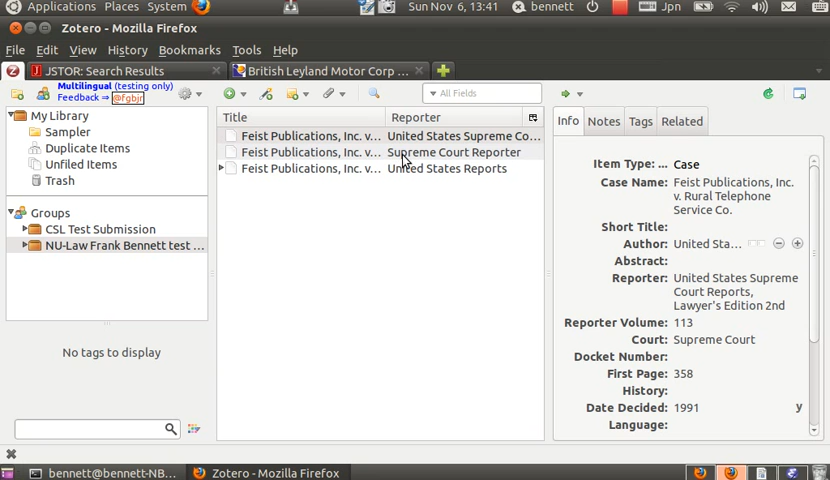 Applications Places System Sun Nov 6, 13:41 bennett Jpn
Zotero - Mozilla Firefox
File Edit View History Bookmarks Tools Help
JSTOR: Search Results British Leyland Motor Corp ...
Multilingual (testing only)
Feedback ⇒ @fgbjr
All Fields
My Library
Sampler
Duplicate Items
Unfiled Items
Trash
Groups
CSL Test Submission
NU-Law Frank Bennett test ...
No tags to display
Title Reporter
Feist Publications, Inc. v... United States Supreme Co...
Feist Publications, Inc. v... Supreme Court Reporter
Feist Publications, Inc. v... United States Reports
Info Notes Tags Related
Item Type: ... Case
Case Name: Feist Publications, Inc.
v. Rural Telephone
Service Co.
Short Title:
Author: United Sta...
Abstract:
Reporter: United States Supreme
Court Reports,
Lawyer's Edition 2nd
Reporter Volume: 113
Court: Supreme Court
Docket Number:
First Page: 358
History:
Date Decided: 1991 y
Language:
bennett@bennett-NB... Zotero - Mozilla Firefox